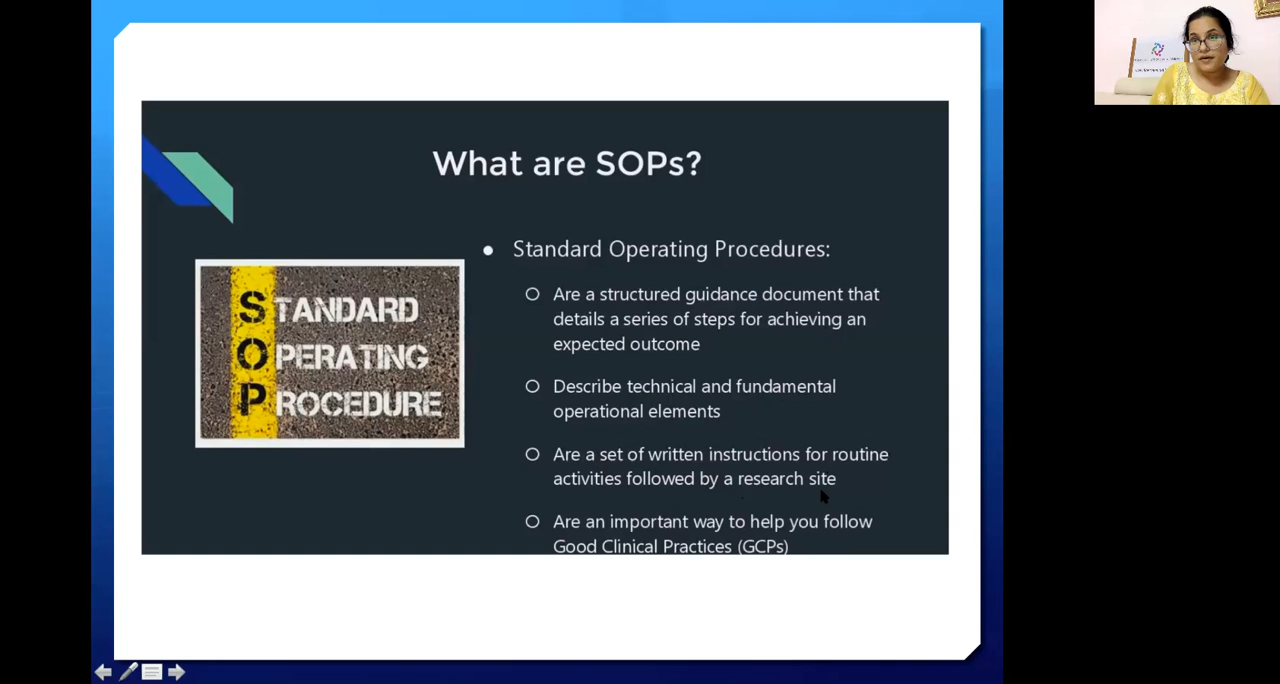 What are SOPs?
Standard Operating Procedures:
Are a structured guidance document that
details a series of steps for achieving an
expected outcome
Describe technical and fundamental
operational elements
Are a set of written instructions for routine
activities followed by a research site
Are an important way to help you follow
Good Clinical Practices (GCPs)
STANDARD
OPERATING
PROCEDURE